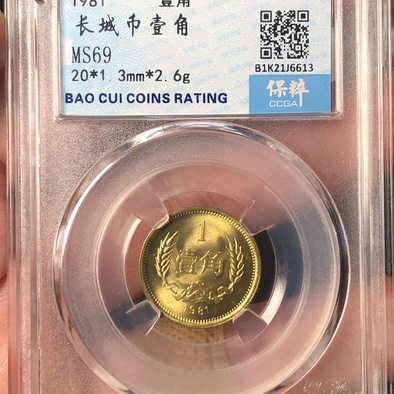 1981 壹角
长城币壹角
MS69
20*1.3mm*2.6g
B1K21J6613
BAO CUI COINS RATING
保粹
CCGA
1
壹角
1981